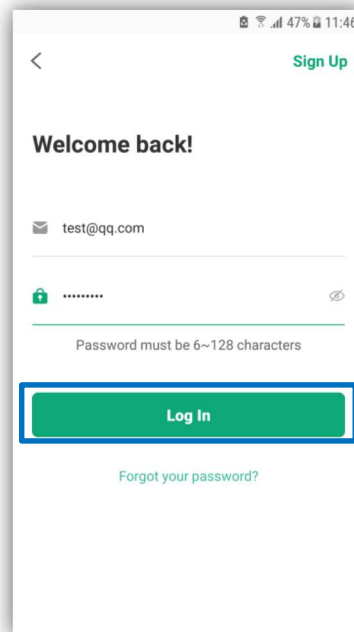 47% 11:46
Sign Up
Welcome back!
test@qq.com
•••••••••
Password must be 6~128 characters
Log In
Forgot your password?